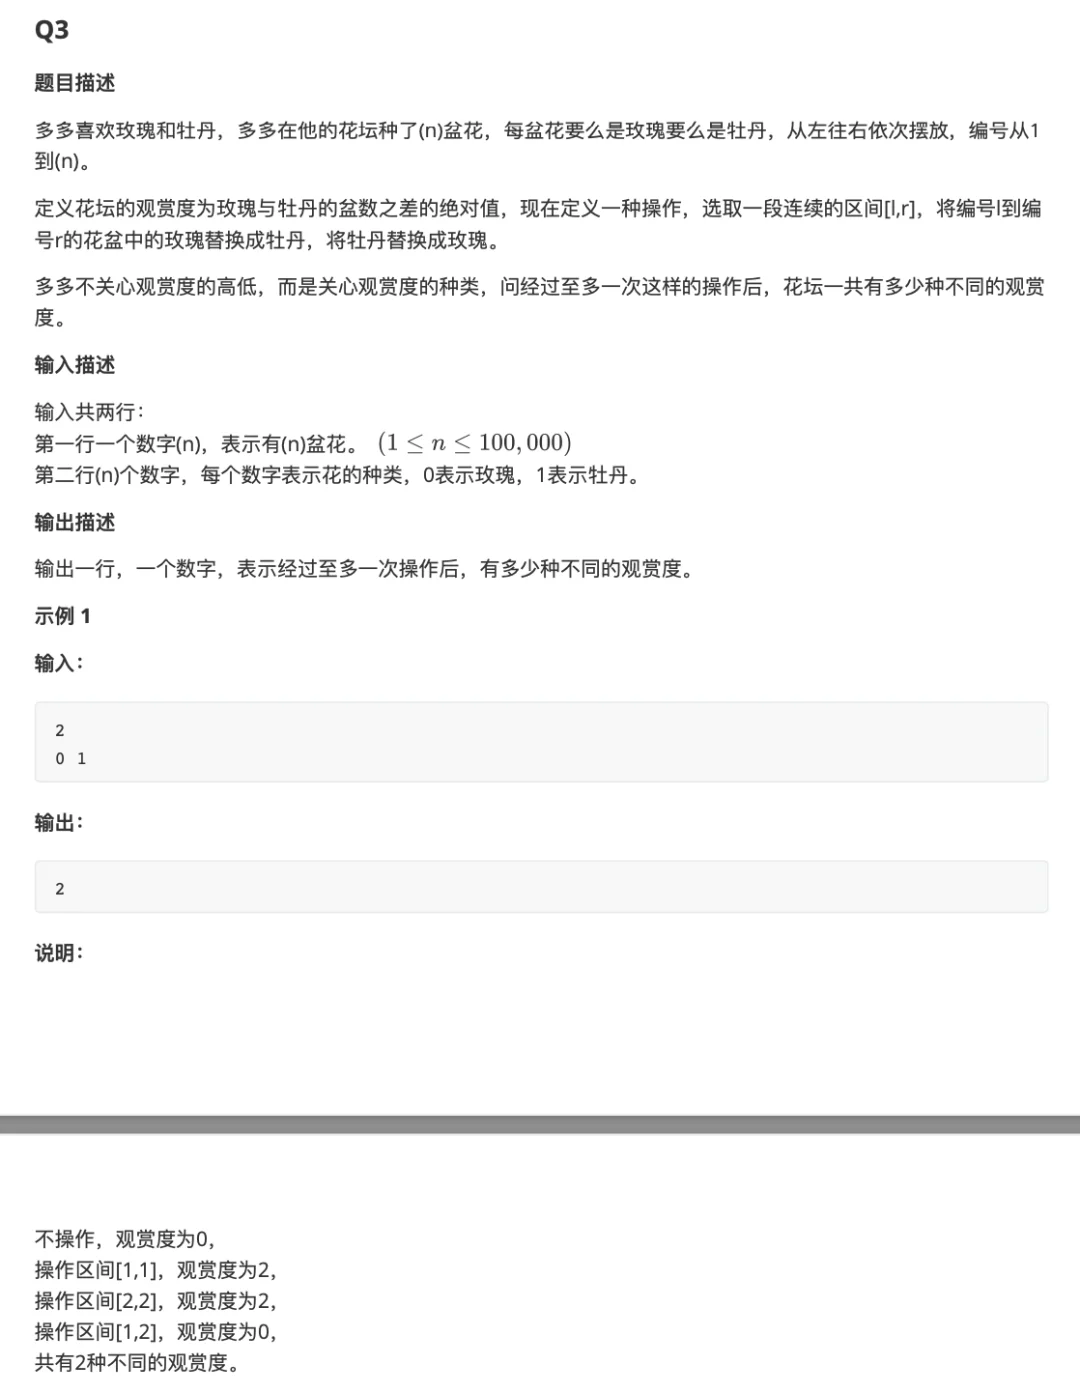 Q3
题目描述
多多喜欢玫瑰和牡丹，多多在他的花坛种了(n)盆花，每盆花要么是玫瑰要么是牡丹，从左往右依次摆放，编号从1
到(n)。
定义花坛的观赏度为玫瑰与牡丹的盆数之差的绝对值，现在定义一种操作，选取一段连续的区间[l,r]，将编号l到编
号r的花盆中的玫瑰替换成牡丹，将牡丹替换成玫瑰。
多多不关心观赏度的高低，而是关心观赏度的种类，问经过至多一次这样的操作后，花坛一共有多少种不同的观赏
度。
输入描述
输入共两行：
第一行一个数字(n)，表示有(n)盆花。 (1 ≤ n ≤ 100,000)
第二行(n)个数字，每个数字表示花的种类，0表示玫瑰，1表示牡丹。
输出描述
输出一行，一个数字，表示经过至多一次操作后，有多少种不同的观赏度。
示例 1
输入：
2
0 1
输出：
2
说明：
不操作，观赏度为0，
操作区间[1,1]，观赏度为2，
操作区间[2,2]，观赏度为2，
操作区间[1,2]，观赏度为0，
共有2种不同的观赏度。